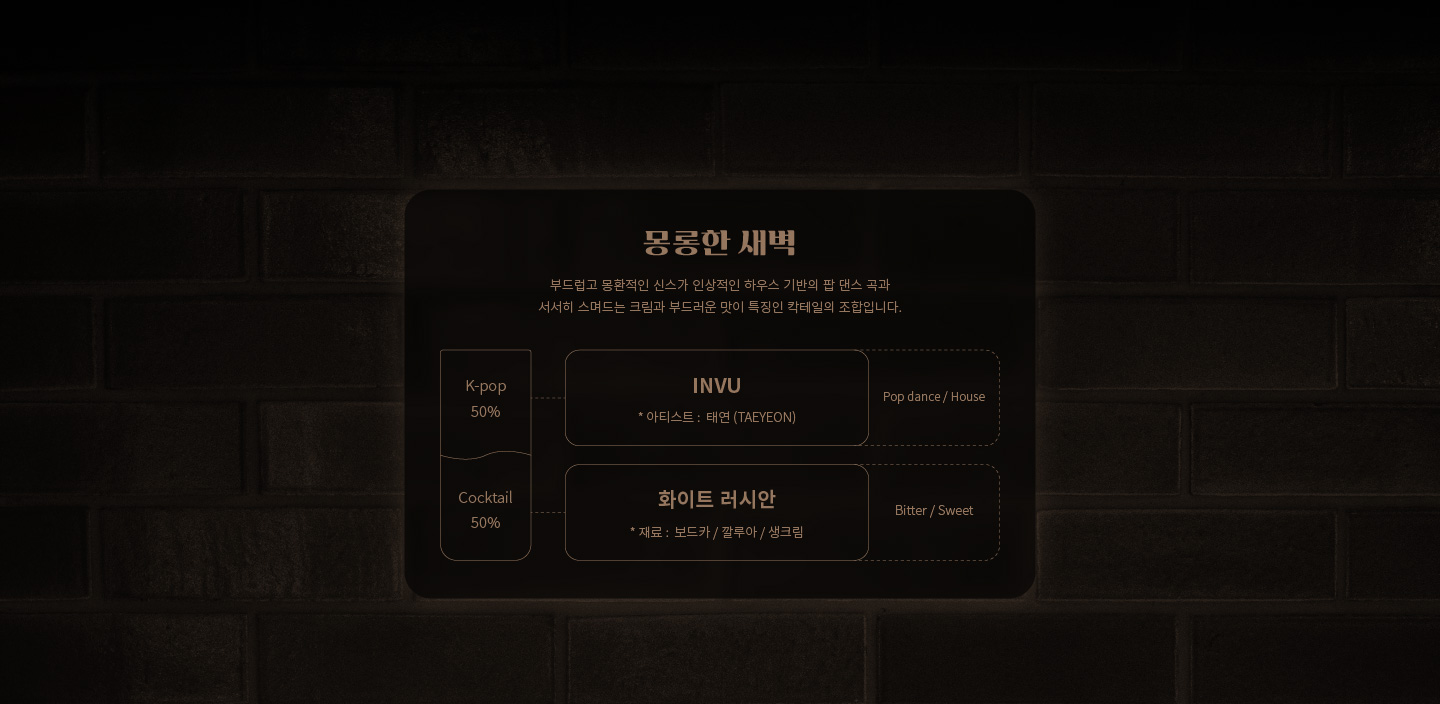 몽롱한 새벽
부드럽고 몽환적인 신스가 인상적인 하우스 기반의 팝 댄스 곡과
서서히 스며드는 크림과 부드러운 맛이 특징인 칵테일의 조합입니다.
K-pop
50%
INVU
* 아티스트 : 태연 (TAEYEON)
Pop dance / House
Cocktail
50%
화이트 러시안
* 재료 : 보드카 / 깔루아 / 생크림
Bitter / Sweet